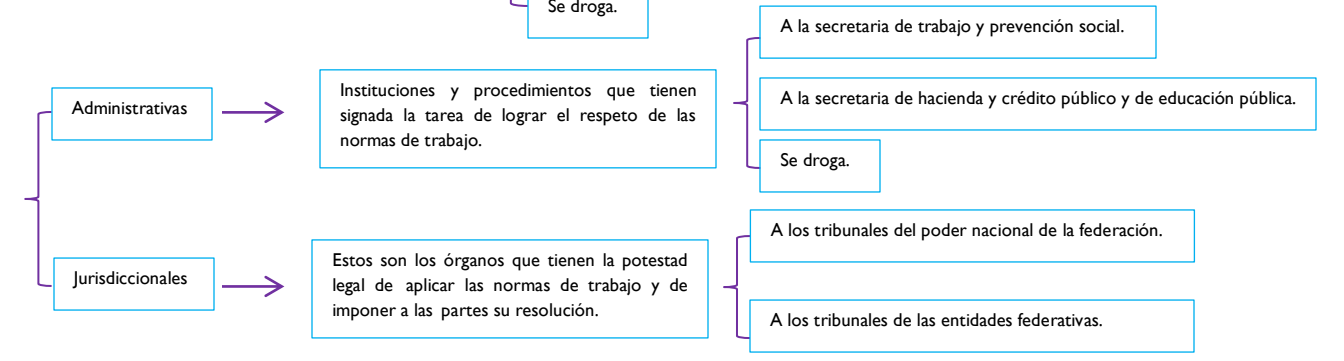 Se droga.
Administrativas
Instituciones y procedimientos que tienen
signada la tarea de lograr el respeto de las
normas de trabajo.
A la secretaria de trabajo y prevención social.
A la secretaria de hacienda y crédito público y de educación pública.
Se droga.
Jurisdiccionales
Estos son los órganos que tienen la potestad
legal de aplicar las normas de trabajo y de
imponer a las partes su resolución.
A los tribunales del poder nacional de la federación.
A los tribunales de las entidades federativas.